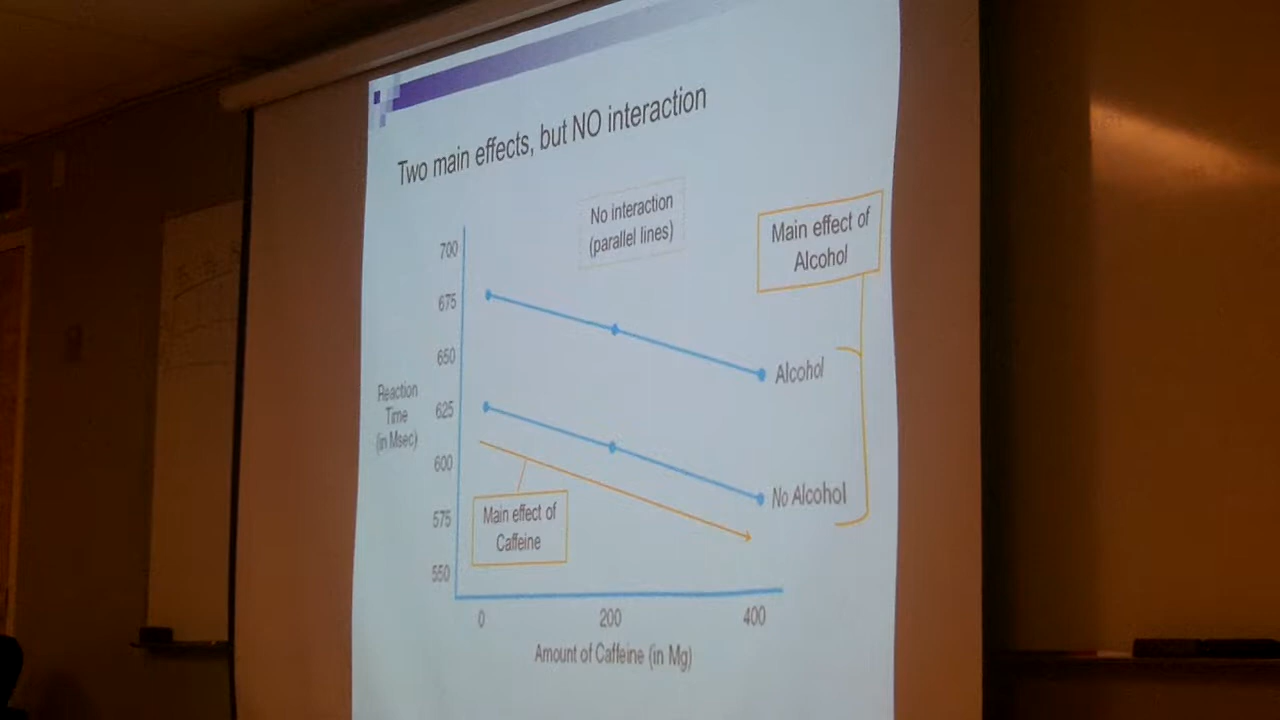 Two main effects, but NO interaction
No interaction
(parallel lines)
Main effect of
Alcohol
700
675
650
625
600
575
550
Reaction
Time
(in Msec)
Alcohol
No Alcohol
Main effect of
Caffeine
0
200
400
Amount of Caffeine (in Mg)